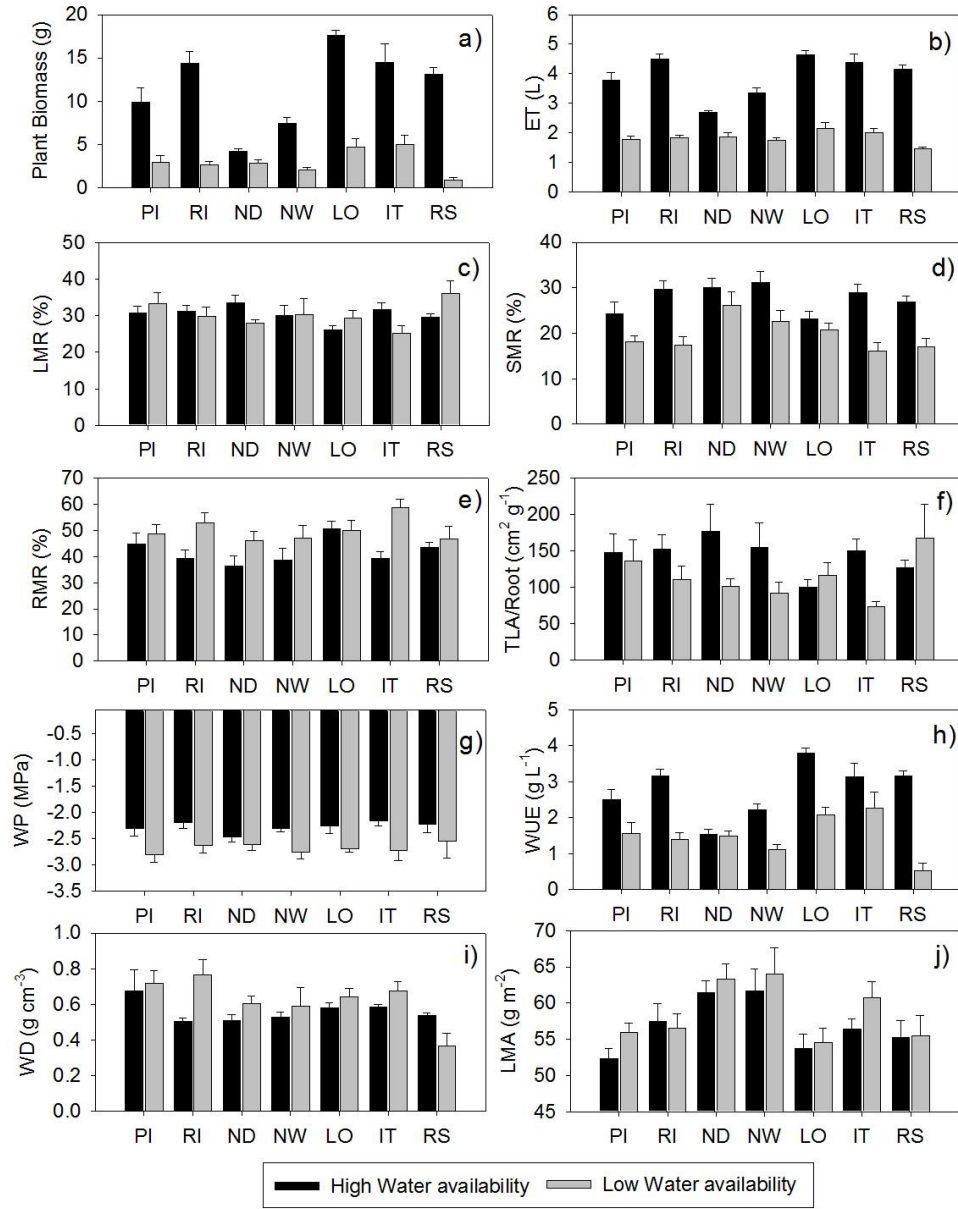 a)
Plant Biomass (g)
20
15
10
5
0
PI RI ND NW LO IT RS
b)
ET (L)
6
5
4
3
2
1
0
PI RI ND NW LO IT RS
c)
LMR (%)
50
40
30
20
10
0
PI RI ND NW LO IT RS
d)
SMR (%)
40
30
20
10
0
PI RI ND NW LO IT RS
e)
RMR (%)
70
60
50
40
30
20
10
0
PI RI ND NW LO IT RS
f)
TLA/Root (cm² g⁻¹)
250
200
150
100
50
0
PI RI ND NW LO IT RS
g)
WP (MPa)
-0.5
-1.0
-1.5
-2.0
-2.5
-3.0
-3.5
PI RI ND NW LO IT RS
h)
WUE (g L⁻¹)
5
4
3
2
1
0
PI RI ND NW LO IT RS
i)
WD (g cm⁻³)
1.0
0.8
0.6
0.4
0.2
0.0
PI RI ND NW LO IT RS
j)
LMA (g m⁻²)
70
65
60
55
50
45
PI RI ND NW LO IT RS
High Water availability Low Water availability